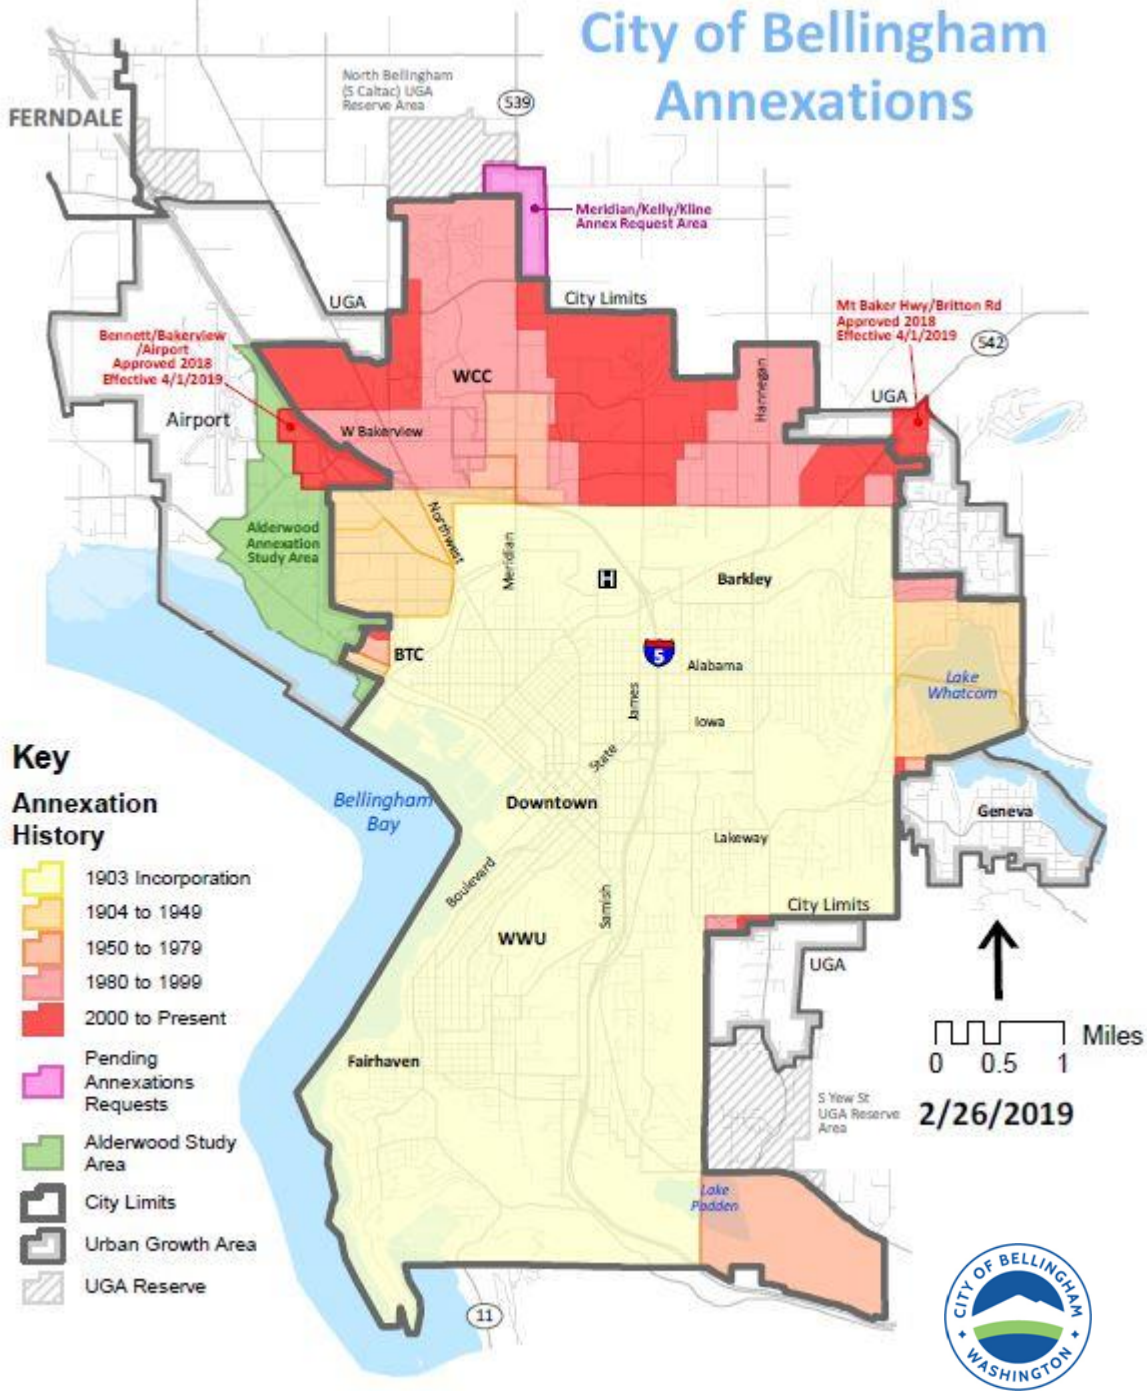 City of Bellingham
Annexations
North Bellingham
(S Caltac) UGA
Reserve Area
539
FERNDALE
Meridian/Kelly/Kline
Annex Request Area
UGA
City Limits
Mt Baker Hwy/Britton Rd
Approved 2018
Effective 4/1/2019
542
Bennett/Bakerview
/Airport
Approved 2018
Effective 4/1/2019
WCC
Hannegan
UGA
Airport
W Bakerview
Alderwood
Annexation
Study Area
Northwest
Meridian
H
Barkley
BTC
5
Alabama
Lake
Whatcom
James
Iowa
State
Key
Annexation
History
1903 Incorporation
1904 to 1949
1950 to 1979
1980 to 1999
2000 to Present
Pending
Annexations
Requests
Alderwood Study
Area
City Limits
Urban Growth Area
UGA Reserve
Bellingham
Bay
Downtown
Geneva
Lakeway
Boulevard
Samish
City Limits
WWU
UGA
Miles
0 0.5 1
Fairhaven
S Yew St
UGA Reserve
Area
2/26/2019
Lake
Padden
11
CITY OF BELLINGHAM
WASHINGTON